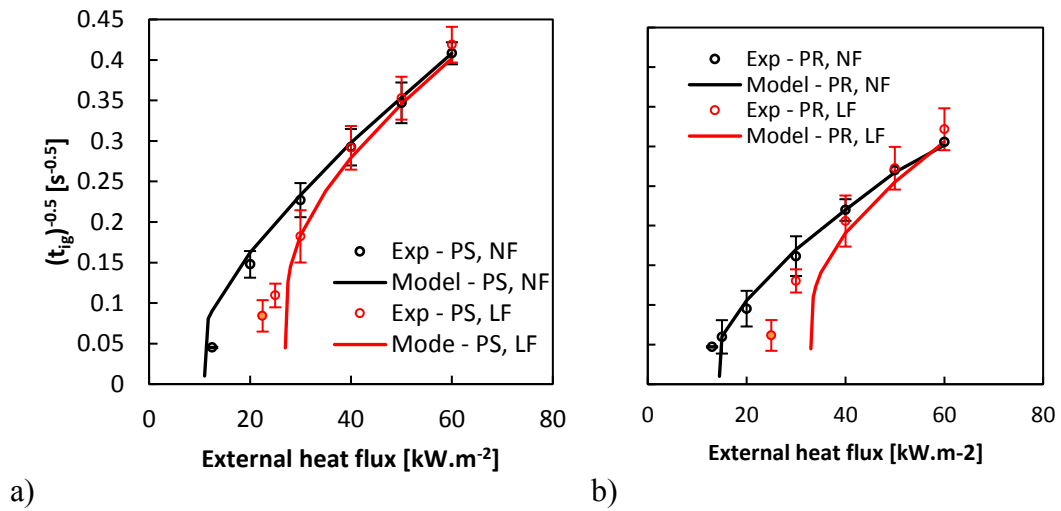 0.45
0.4
0.35
0.3
0.25
0.2
0.15
0.1
0.05
0
(t_ig)^-0.5 [s^-0.5]
Exp - PS, NF
Model - PS, NF
Exp - PS, LF
Mode - PS, LF
0 20 40 60 80
External heat flux [kW.m^-2]
a)
Exp - PR, NF
Model - PR, NF
Exp - PR, LF
Model - PR, LF
0 20 40 60 80
External heat flux [kW.m-2]
b)